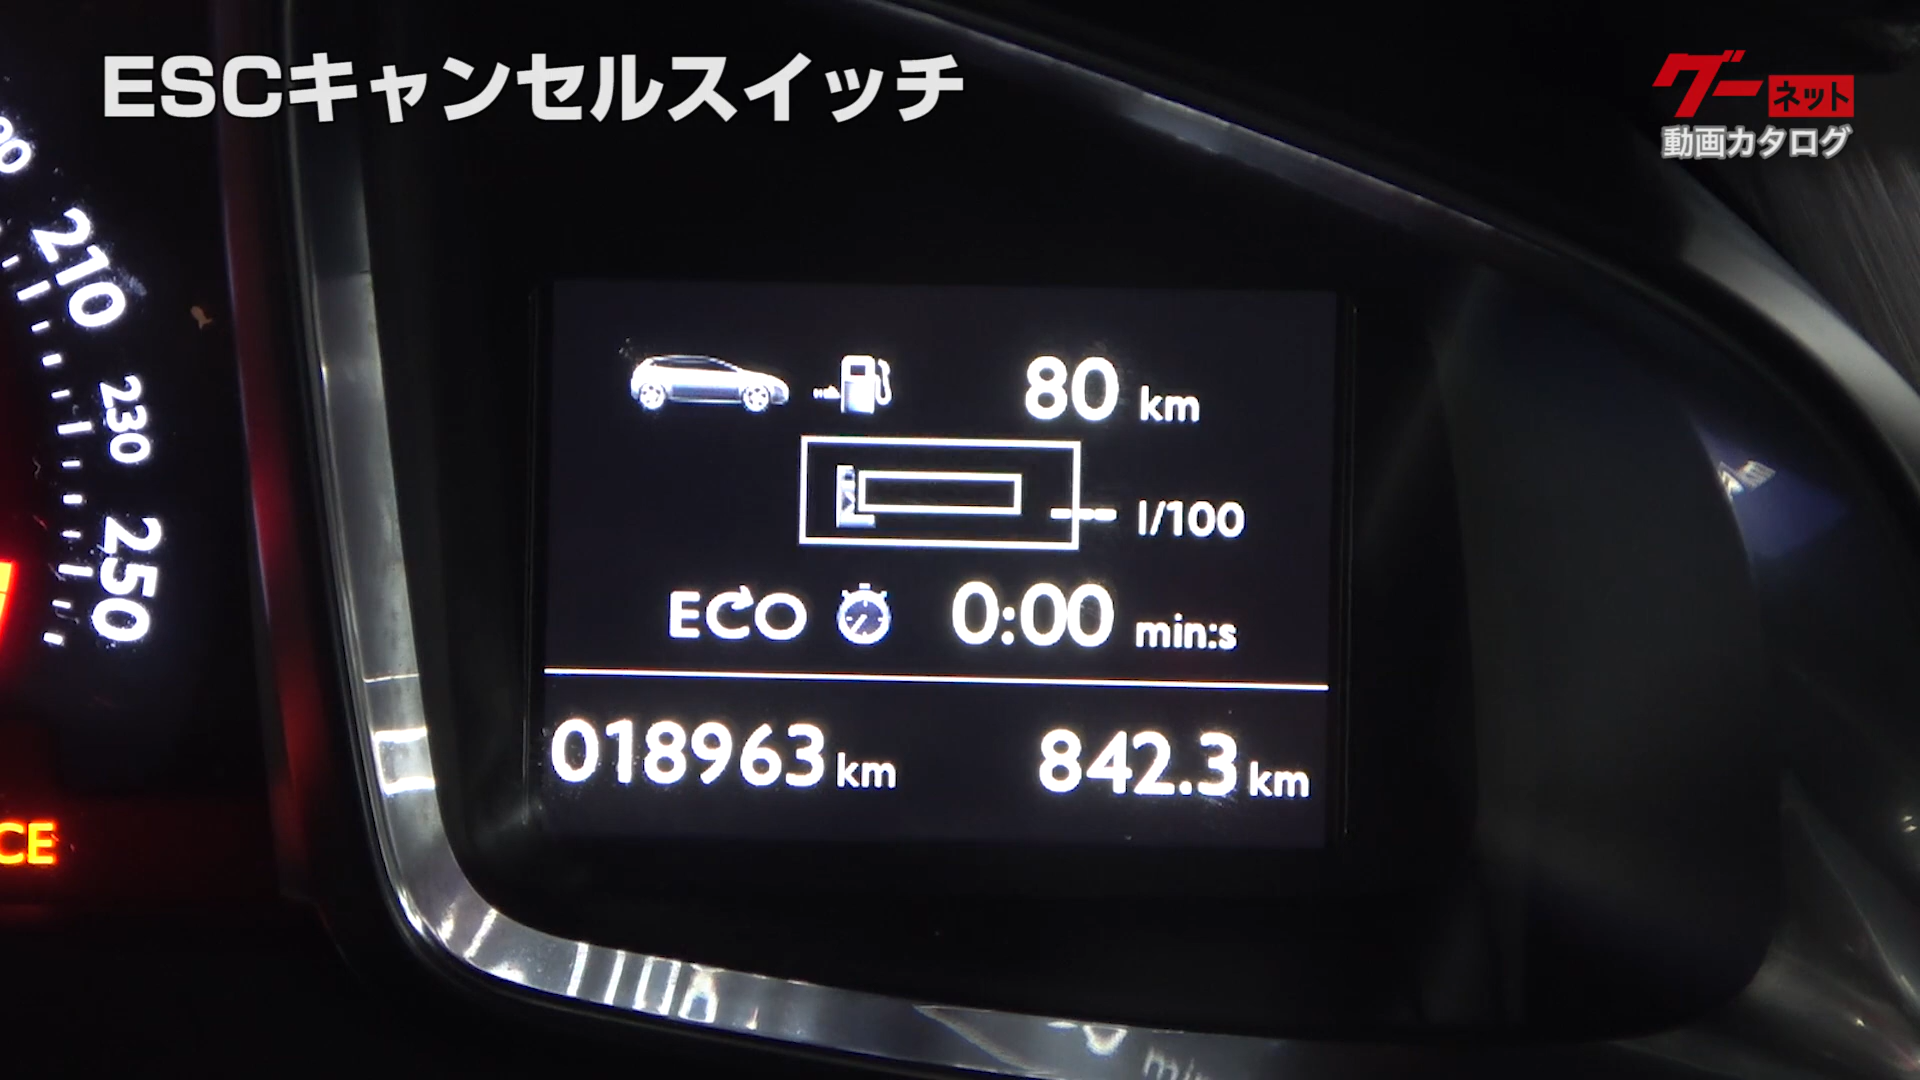 ESCキャンセルスイッチ
グーネット
動画カタログ
210
230
250
80 km
--- l/100
ECO 0:00 min:s
018963 km 842.3 km
CE